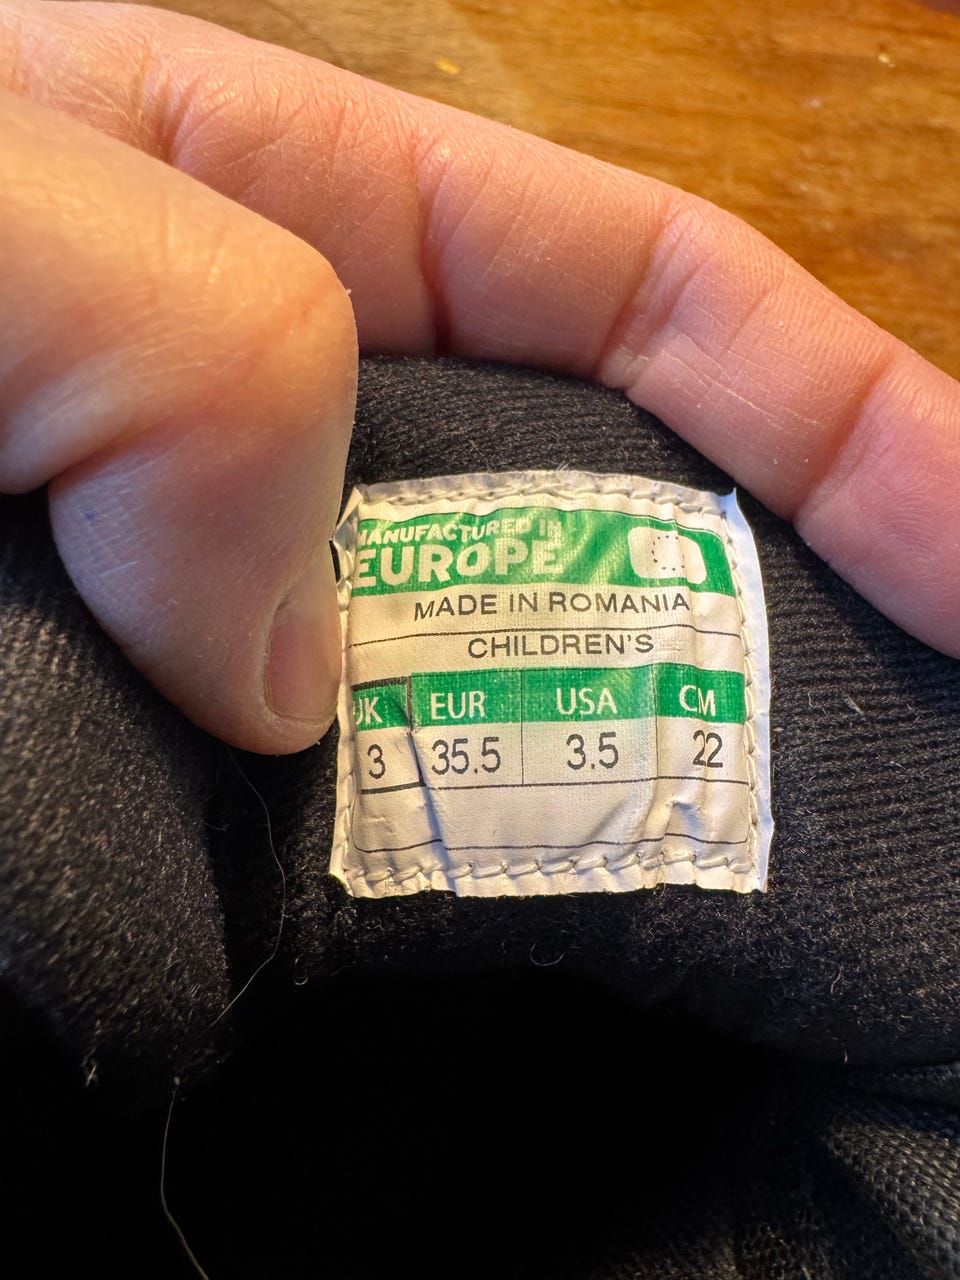 MANUFACTURED IN
EUROPE
MADE IN ROMANIA
CHILDREN'S
UK EUR USA CM
3 35.5 3.5 22